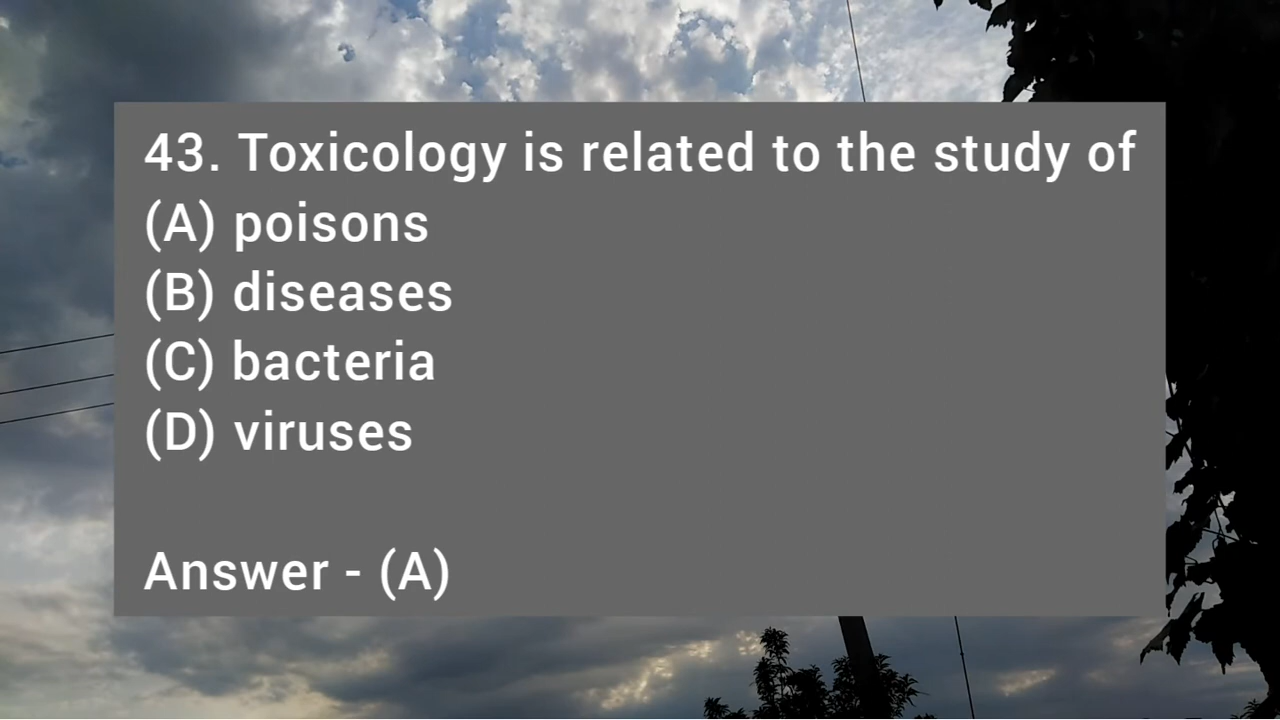 43. Toxicology is related to the study of
(A) poisons
(B) diseases
(C) bacteria
(D) viruses
Answer - (A)